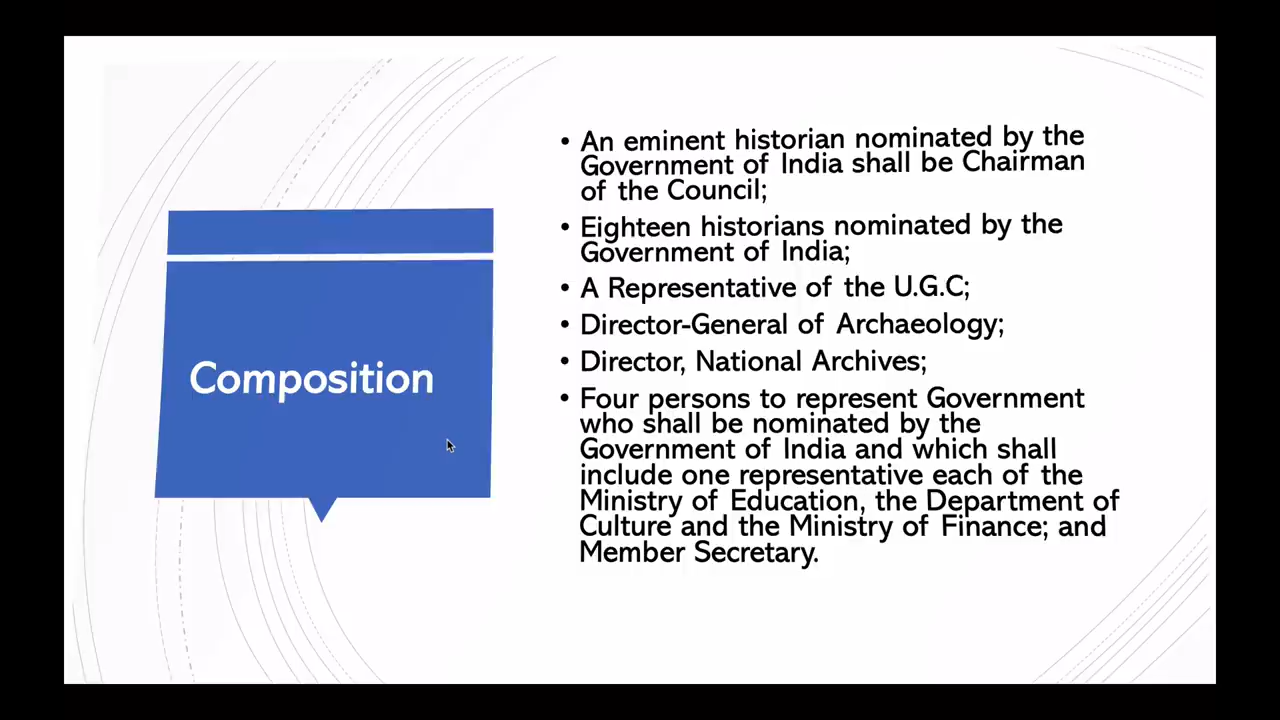 Composition
• An eminent historian nominated by the
Government of India shall be Chairman
of the Council;
• Eighteen historians nominated by the
Government of India;
• A Representative of the U.G.C;
• Director-General of Archaeology;
• Director, National Archives;
• Four persons to represent Government
who shall be nominated by the
Government of India and which shall
include one representative each of the
Ministry of Education, the Department of
Culture and the Ministry of Finance; and
Member Secretary.